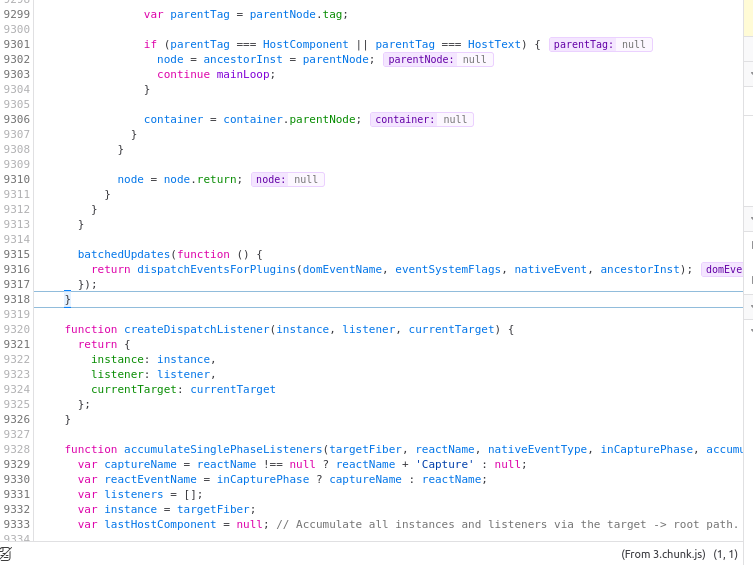 9299 var parentTag = parentNode.tag;
9300
9301 if (parentTag === HostComponent || parentTag === HostText) { parentTag: null
9302 node = ancestorInst = parentNode; parentNode: null
9303 continue mainLoop;
9304 }
9305
9306 container = container.parentNode; container: null
9307 }
9308 }
9309
9310 node = node.return; node: null
9311 }
9312 }
9313 }
9314
9315 batchedUpdates(function () {
9316 return dispatchEventsForPlugins(domEventName, eventSystemFlags, nativeEvent, ancestorInst); domEve
9317 });
9318 }
9319
9320 function createDispatchListener(instance, listener, currentTarget) {
9321 return {
9322 instance: instance,
9323 listener: listener,
9324 currentTarget: currentTarget
9325 };
9326 }
9327
9328 function accumulateSinglePhaseListeners(targetFiber, reactName, nativeEventType, inCapturePhase, accumu
9329 var captureName = reactName !== null ? reactName + 'Capture' : null;
9330 var reactEventName = inCapturePhase ? captureName : reactName;
9331 var listeners = [];
9332 var instance = targetFiber;
9333 var lastHostComponent = null; // Accumulate all instances and listeners via the target -> root path.
9334
(From 3.chunk.js) (1, 1)